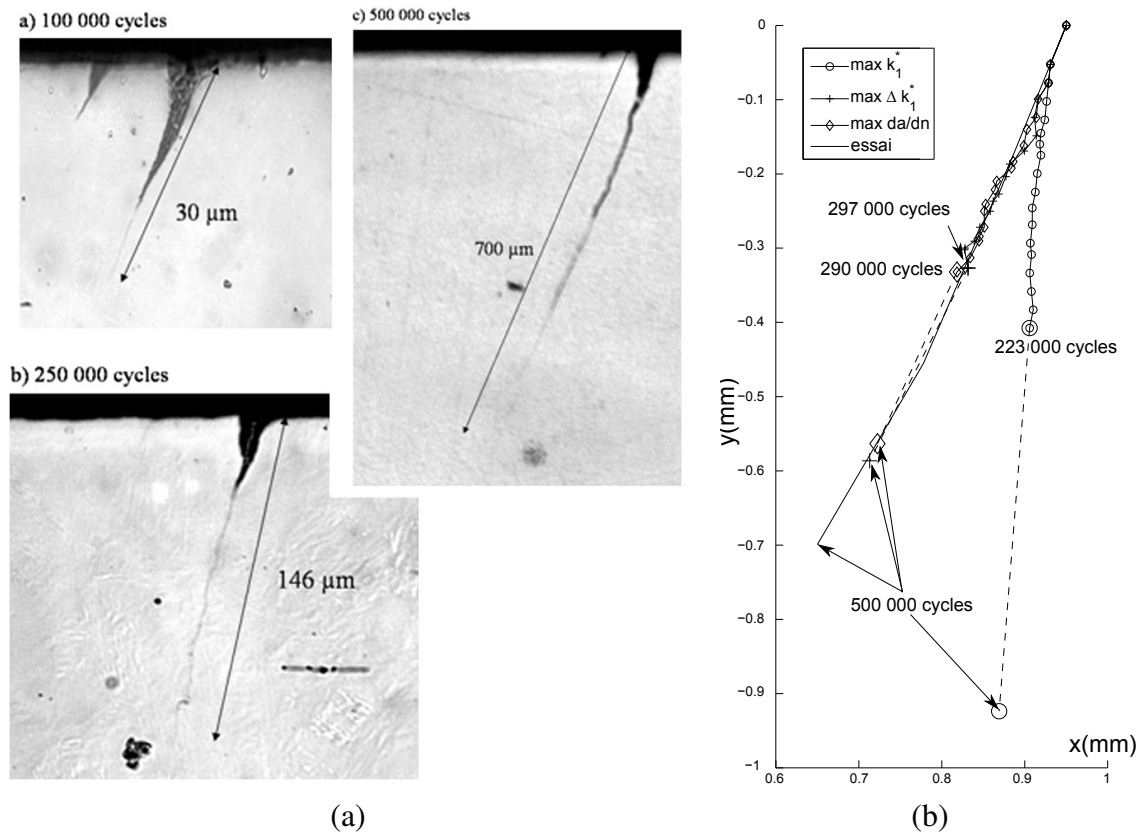 a) 100 000 cycles
30 µm
b) 250 000 cycles
146 µm
c) 500 000 cycles
700 µm
(a)
max k₁*
max Δ k₁*
max da/dn
essai
297 000 cycles
290 000 cycles
223 000 cycles
500 000 cycles
y(mm)
0
−0.1
−0.2
−0.3
−0.4
−0.5
−0.6
−0.7
−0.8
−0.9
−1
0.6 0.7 0.8 0.9 1
x(mm)
(b)